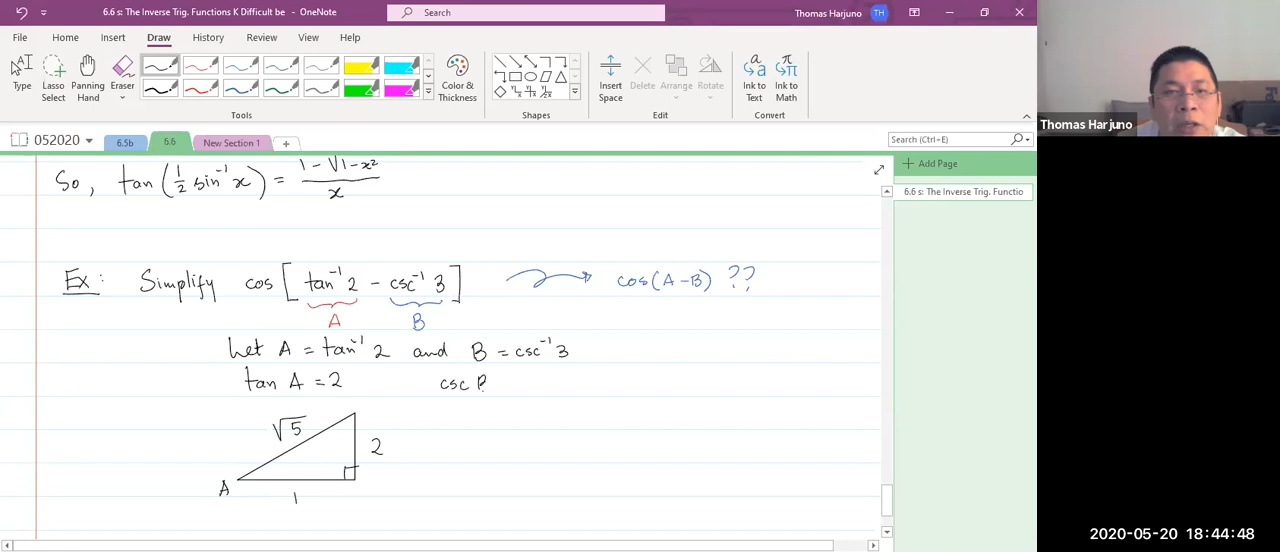 6.6 s: The Inverse Trig. Functions K Difficult be - OneNote
Search
Thomas Harjuno TH
File Home Insert Draw History Review View Help
Type Lasso Select Panning Hand Eraser
Color & Thickness
Insert Space Delete Arrange Rotate
Ink to Text Ink to Math
Tools Shapes Edit Convert
Thomas Harjuno
052020 6.5b 6.6 New Section 1
Search (Ctrl+E)
Add Page
6.6 s: The Inverse Trig. Functio
So, tan(1/2 sin⁻¹ x) = (1 - √(1 - x²))/x
Ex: Simplify cos [tan⁻¹ 2 - csc⁻¹ 3] cos(A - B) ??
A B
Let A = tan⁻¹ 2 and B = csc⁻¹ 3
tan A = 2 csc B
√5
2
A
1
2020-05-20 18:44:48